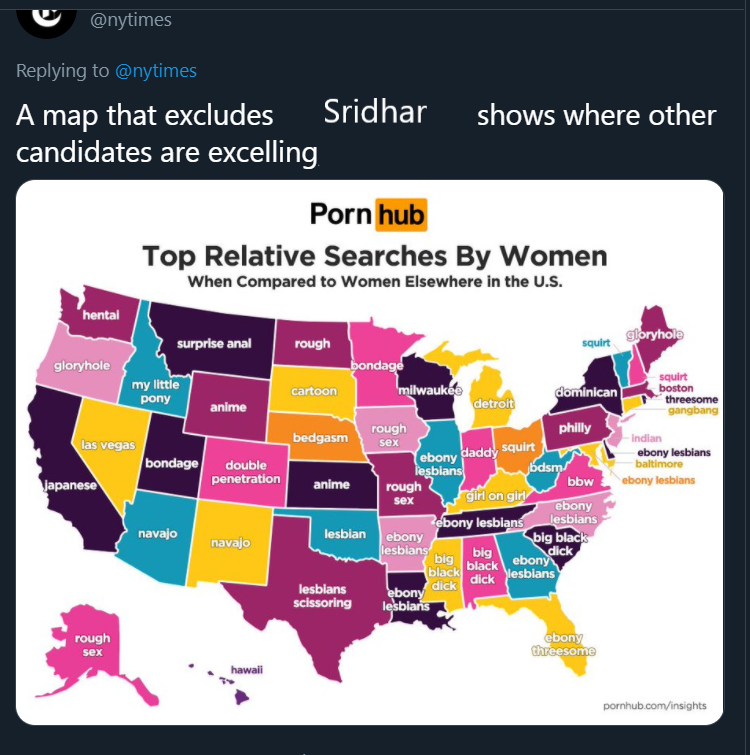 @nytimes
Replying to @nytimes
A map that excludes Sridhar shows where other
candidates are excelling
Porn hub
Top Relative Searches By Women
When Compared to Women Elsewhere in the U.S.
hentai
gloryhole
surprise anal
my little
pony
rough
bondage
cartoon
anime
milwaukee
detroit
squirt
gloryhole
squirt
boston
threesome
gangbang
dominican
philly
indian
ebony lesbians
baltimore
ebony lesbians
las vegas
japanese
bondage
double
penetration
bedgasm
anime
rough
sex
rough
sex
ebony
lesbians
daddy
squirt
bdsm
bbw
girl on girl
ebony
lesbians
navajo
navajo
lesbian
ebony
lesbians
ebony lesbians
big black
dick
lesbians
scissoring
ebony
lesbians
big
black
dick
big
black
dick
ebony
lesbians
ebony
threesome
rough
sex
hawaii
pornhub.com/insights